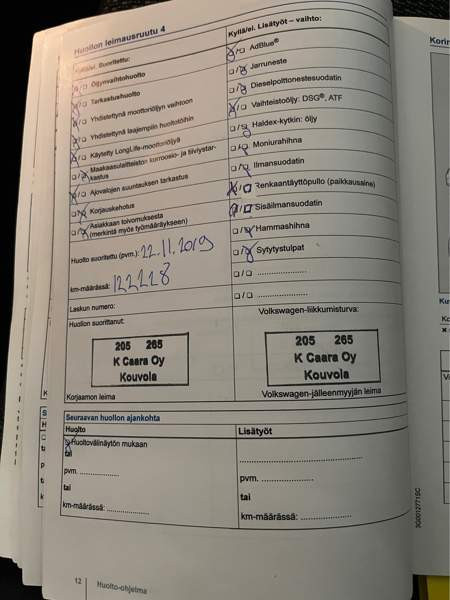 Huollon leimausruutu 4
Kyllä/ei. Suoritettu:
Öljynvaihtohuolto
Tarkastushuolto
Yhdistettynä moottoriöljyn vaihtoon
Yhdistettynä laajempiin huoltotöihin
Käytetty LongLife-moottoriöljyä
Maakaasulaitteiston korroosio- ja tiiviystar-
kastus
Ajovalojen suuntauksen tarkastus
Korjauskehotus
Asiakkaan toivomuksesta
(merkintä myös työmääräykseen)
Huolto suoritettu (pvm.): 22.11.2019
km-määrässä: 122228
Laskun numero:
Huollon suorittanut:
205 265
K Caara Oy
Kouvola
Korjaamon leima
Kyllä/ei. Lisätyöt – vaihto:
AdBlue®
Jarruneste
Dieselpolttonestesuodatin
Vaihteistoöljy: DSG®, ATF
Haldex-kytkin: öljy
Moniurahihna
Ilmansuodatin
Renkaantäyttöpullo (paikkausaine)
Sisäilmansuodatin
Hammashihna
Sytytystulpat
Volkswagen-liikkumisturva:
205 265
K Caara Oy
Kouvola
Volkswagen-jälleenmyyjän leima
Seuraavan huollon ajankohta
Huolto
Huoltovälinäytön mukaan
tai
pvm. ..................
tai
km-määrässä: ..................
Lisätyöt
pvm. ..................
tai
km-määrässä: ..................
12 Huolto-ohjelma